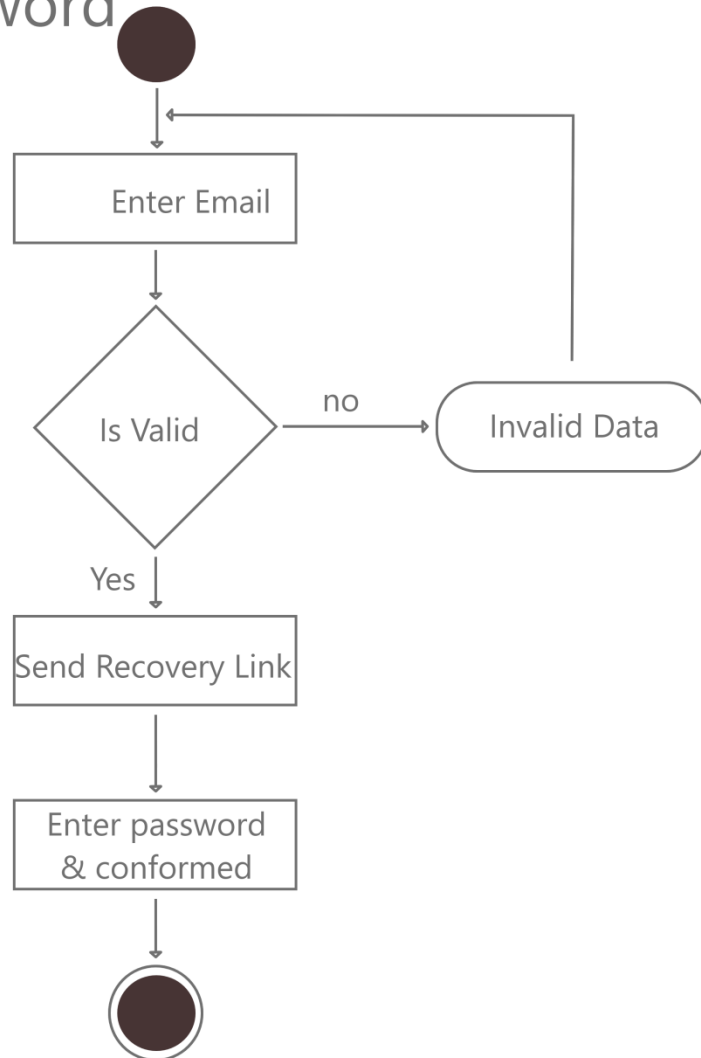 Enter Email
Is Valid
no
Invalid Data
Yes
Send Recovery Link
Enter password
& conformed